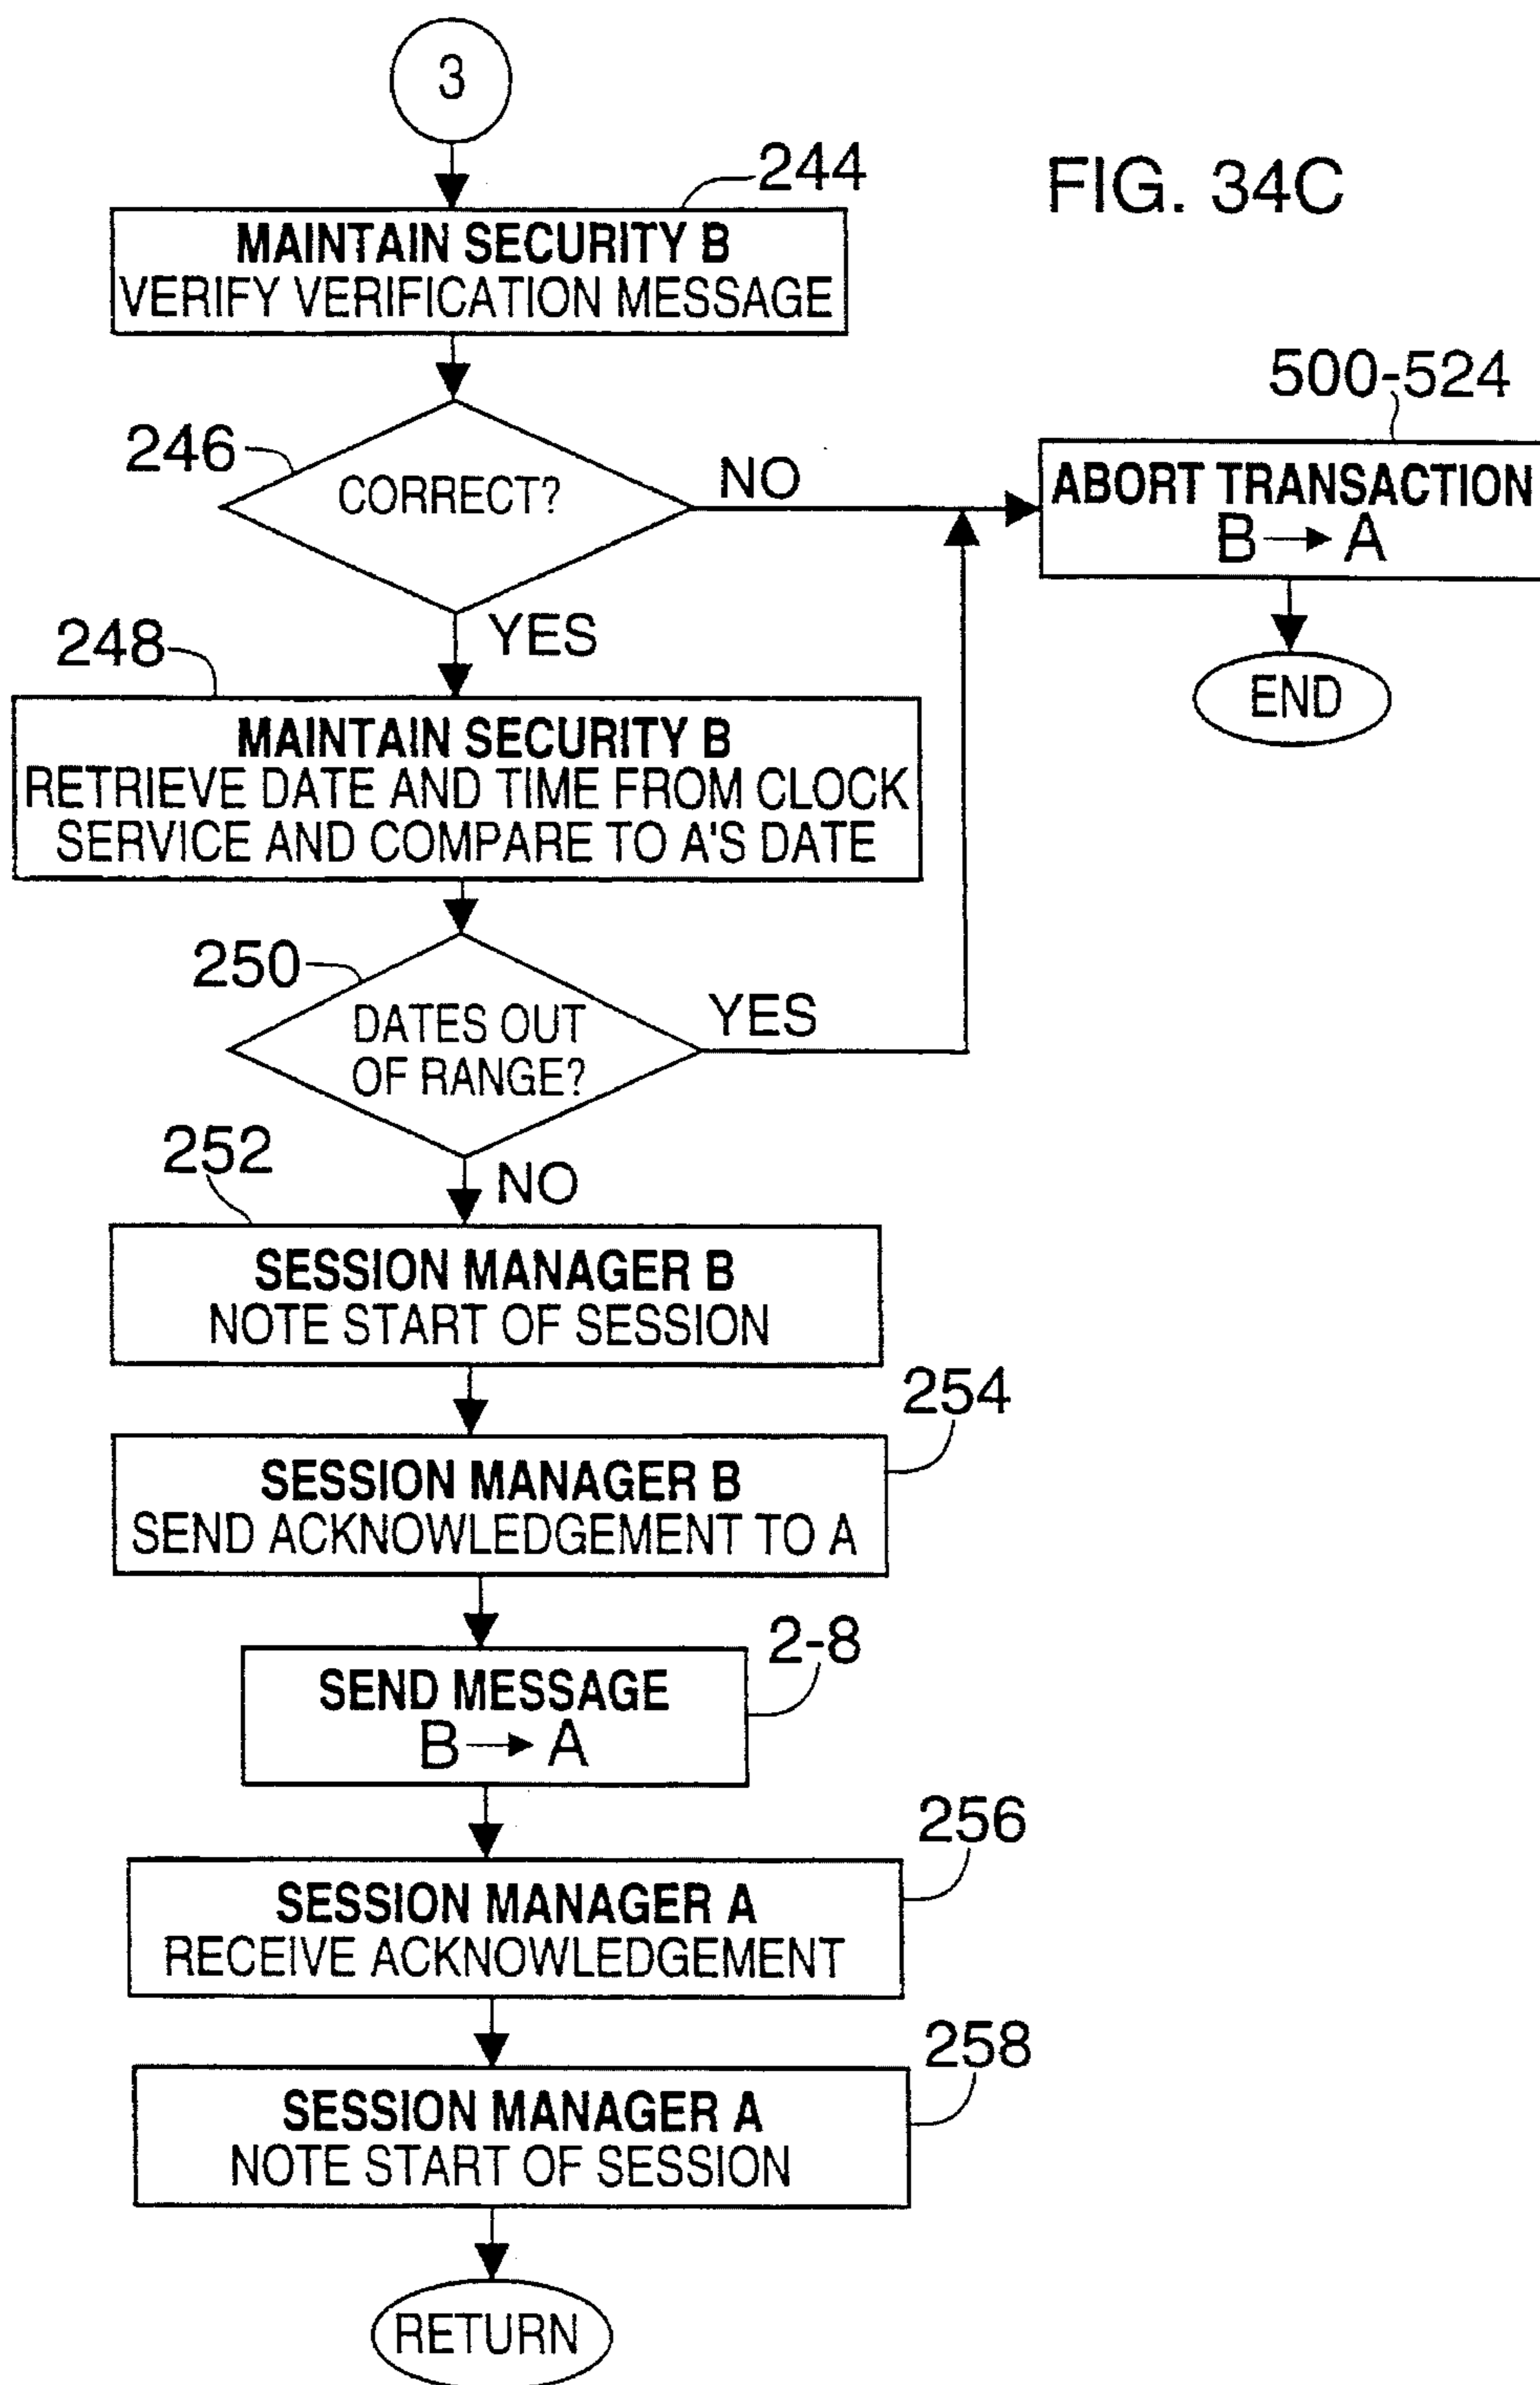 3
FIG. 34C
244
MAINTAIN SECURITY B
VERIFY VERIFICATION MESSAGE
246
CORRECT?
NO
500-524
ABORT TRANSACTION
B → A
END
YES
248
MAINTAIN SECURITY B
RETRIEVE DATE AND TIME FROM CLOCK
SERVICE AND COMPARE TO A'S DATE
250
DATES OUT
OF RANGE?
YES
NO
252
SESSION MANAGER B
NOTE START OF SESSION
254
SESSION MANAGER B
SEND ACKNOWLEDGEMENT TO A
2-8
SEND MESSAGE
B → A
256
SESSION MANAGER A
RECEIVE ACKNOWLEDGEMENT
258
SESSION MANAGER A
NOTE START OF SESSION
RETURN